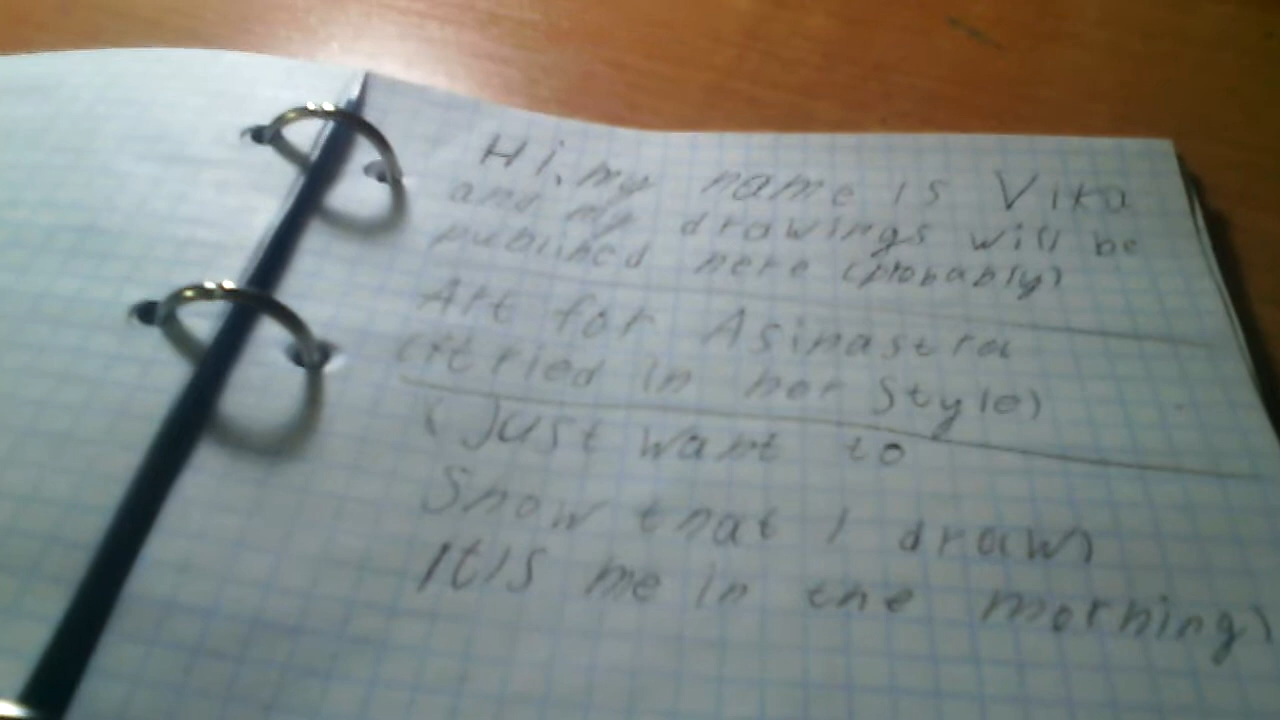 Hi, my name is Vika
and my drawings will be
published here (probably)
Art for Asinastra
(tried in her style)
(Just want to
Show that I draw)
It is me in the morning)